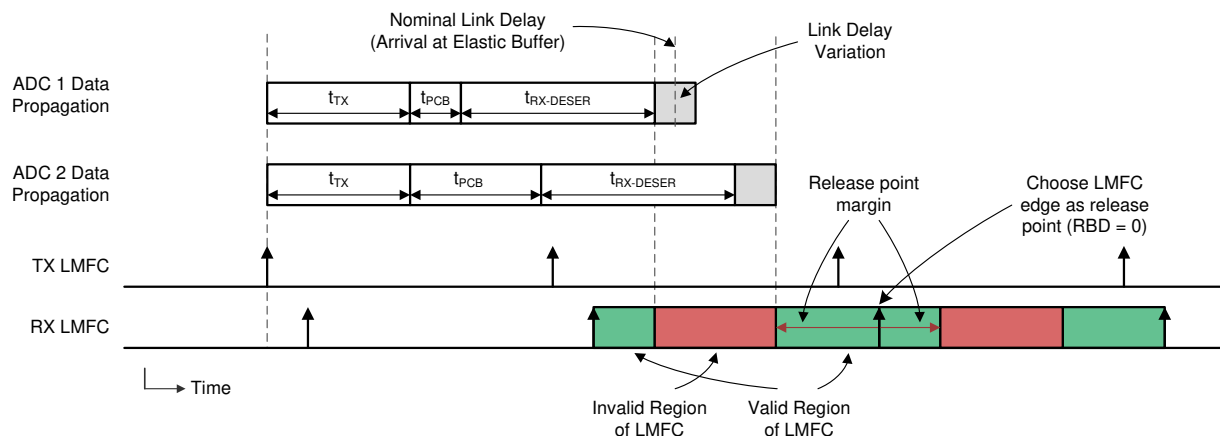 Nominal Link Delay
(Arrival at Elastic Buffer)
Link Delay
Variation
ADC 1 Data
Propagation
tTX
tPCB
tRX-DESER
ADC 2 Data
Propagation
tTX
tPCB
tRX-DESER
Release point
margin
Choose LMFC
edge as release
point (RBD = 0)
TX LMFC
RX LMFC
Time
Invalid Region
of LMFC
Valid Region
of LMFC